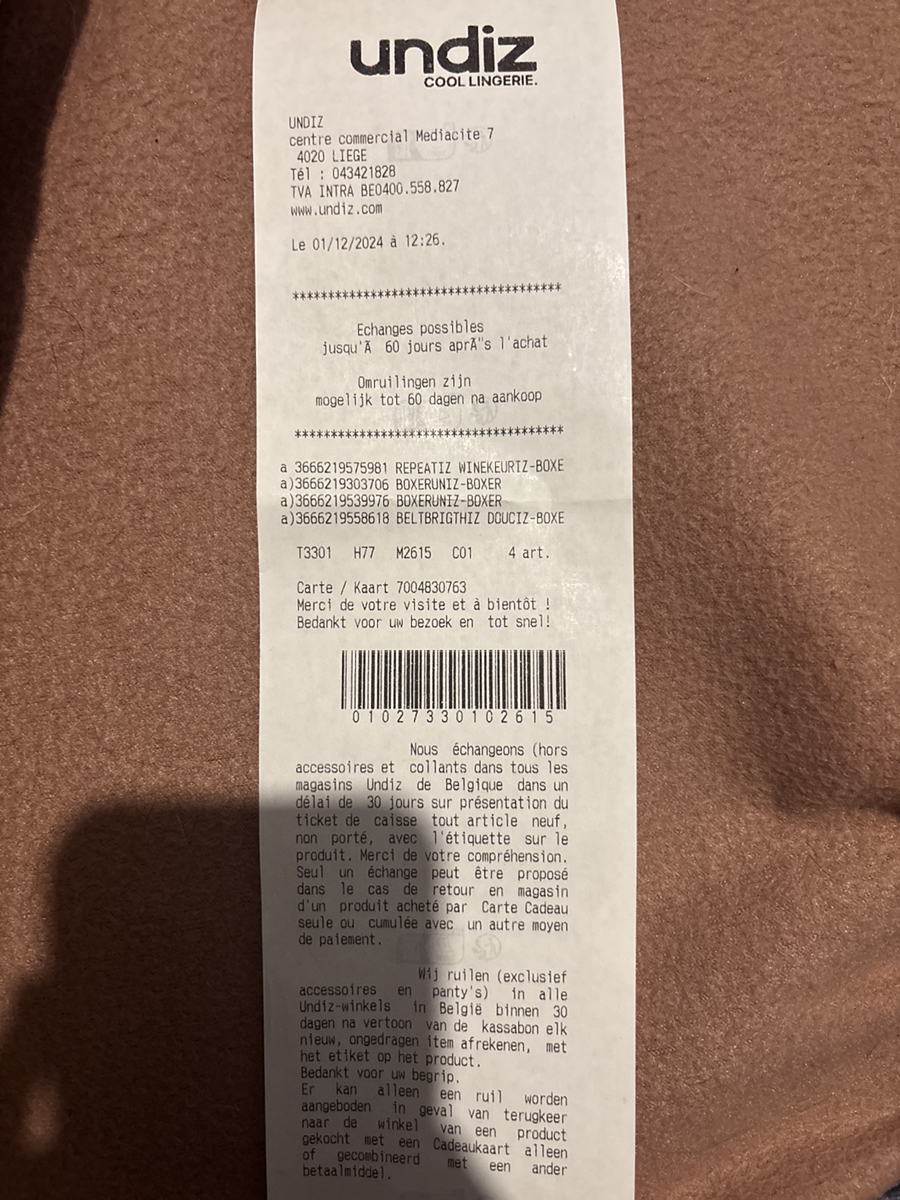 undiz
COOL LINGERIE.
UNDIZ
centre commercial Mediacite 7
4020 LIEGE
Tél : 043421828
TVA INTRA BE0400.558.827
www.undiz.com
Le 01/12/2024 à 12:26.
*************************************
Echanges possibles
jusqu'Ã 60 jours aprÃ¨s l'achat
Omruilingen zijn
mogelijk tot 60 dagen na aankoop
*************************************
a 3666219575981 REPEATIZ WINEKEURIZ-BOXE
a)3666219303706 BOXERUNIZ-BOXER
a)3666219539976 BOXERUNIZ-BOXER
a)3666219558618 BELTBRIGTHIZ DOUCIZ-BOXE
T3301 H77 M2615 C01 4 art.
Carte / Kaart 7004830763
Merci de votre visite et à bientôt !
Bedankt voor uw bezoek en tot snel!
01027330102615
Nous échangeons (hors
accessoires et collants dans tous les
magasins Undiz de Belgique dans un
délai de 30 jours sur présentation du
ticket de caisse tout article neuf,
non porté, avec l'étiquette sur le
produit. Merci de votre compréhension.
Seul un échange peut être proposé
dans le cas de retour en magasin
d'un produit acheté par Carte Cadeau
seule ou cumulée avec un autre moyen
de paiement.
Wij ruilen (exclusief
accessoires en panty's) in alle
Undiz-winkels in België binnen 30
dagen na vertoon van de kassabon elk
nieuw, ongedragen item afrekenen, met
het etiket op het product.
Bedankt voor uw begrip.
Er kan alleen een ruil worden
aangeboden in geval van terugkeer
naar de winkel van een product
gekocht met een Cadeaukaart alleen
of gecombineerd met een ander
betaalmiddel.